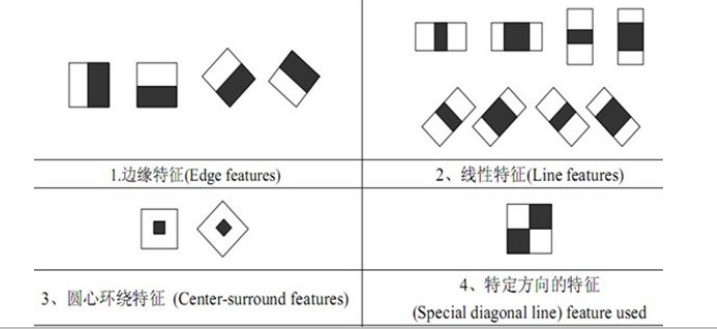 1.边缘特征(Edge features)
2、线性特征(Line features)
3、圆心环绕特征 (Center-surround features)
4、特定方向的特征
(Special diagonal line) feature used